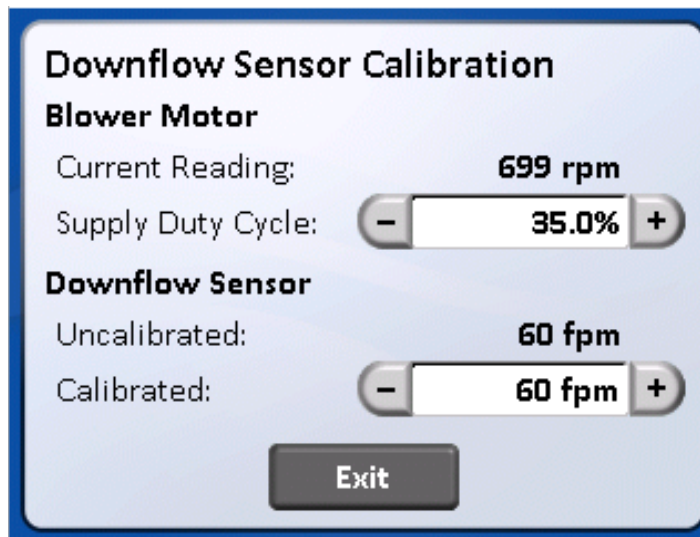 Downflow Sensor Calibration
Blower Motor
Current Reading: 699 rpm
Supply Duty Cycle: − 35.0% +
Downflow Sensor
Uncalibrated: 60 fpm
Calibrated: − 60 fpm +
Exit